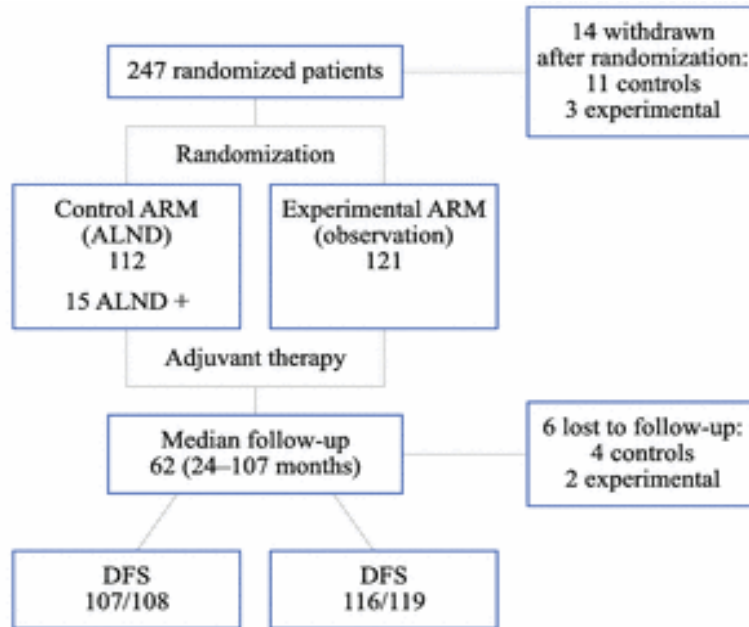 247 randomized patients
14 withdrawn
after randomization:
11 controls
3 experimental
Randomization
Control ARM
(ALND)
112
15 ALND +
Experimental ARM
(observation)
121
Adjuvant therapy
Median follow-up
62 (24–107 months)
6 lost to follow-up:
4 controls
2 experimental
DFS
107/108
DFS
116/119